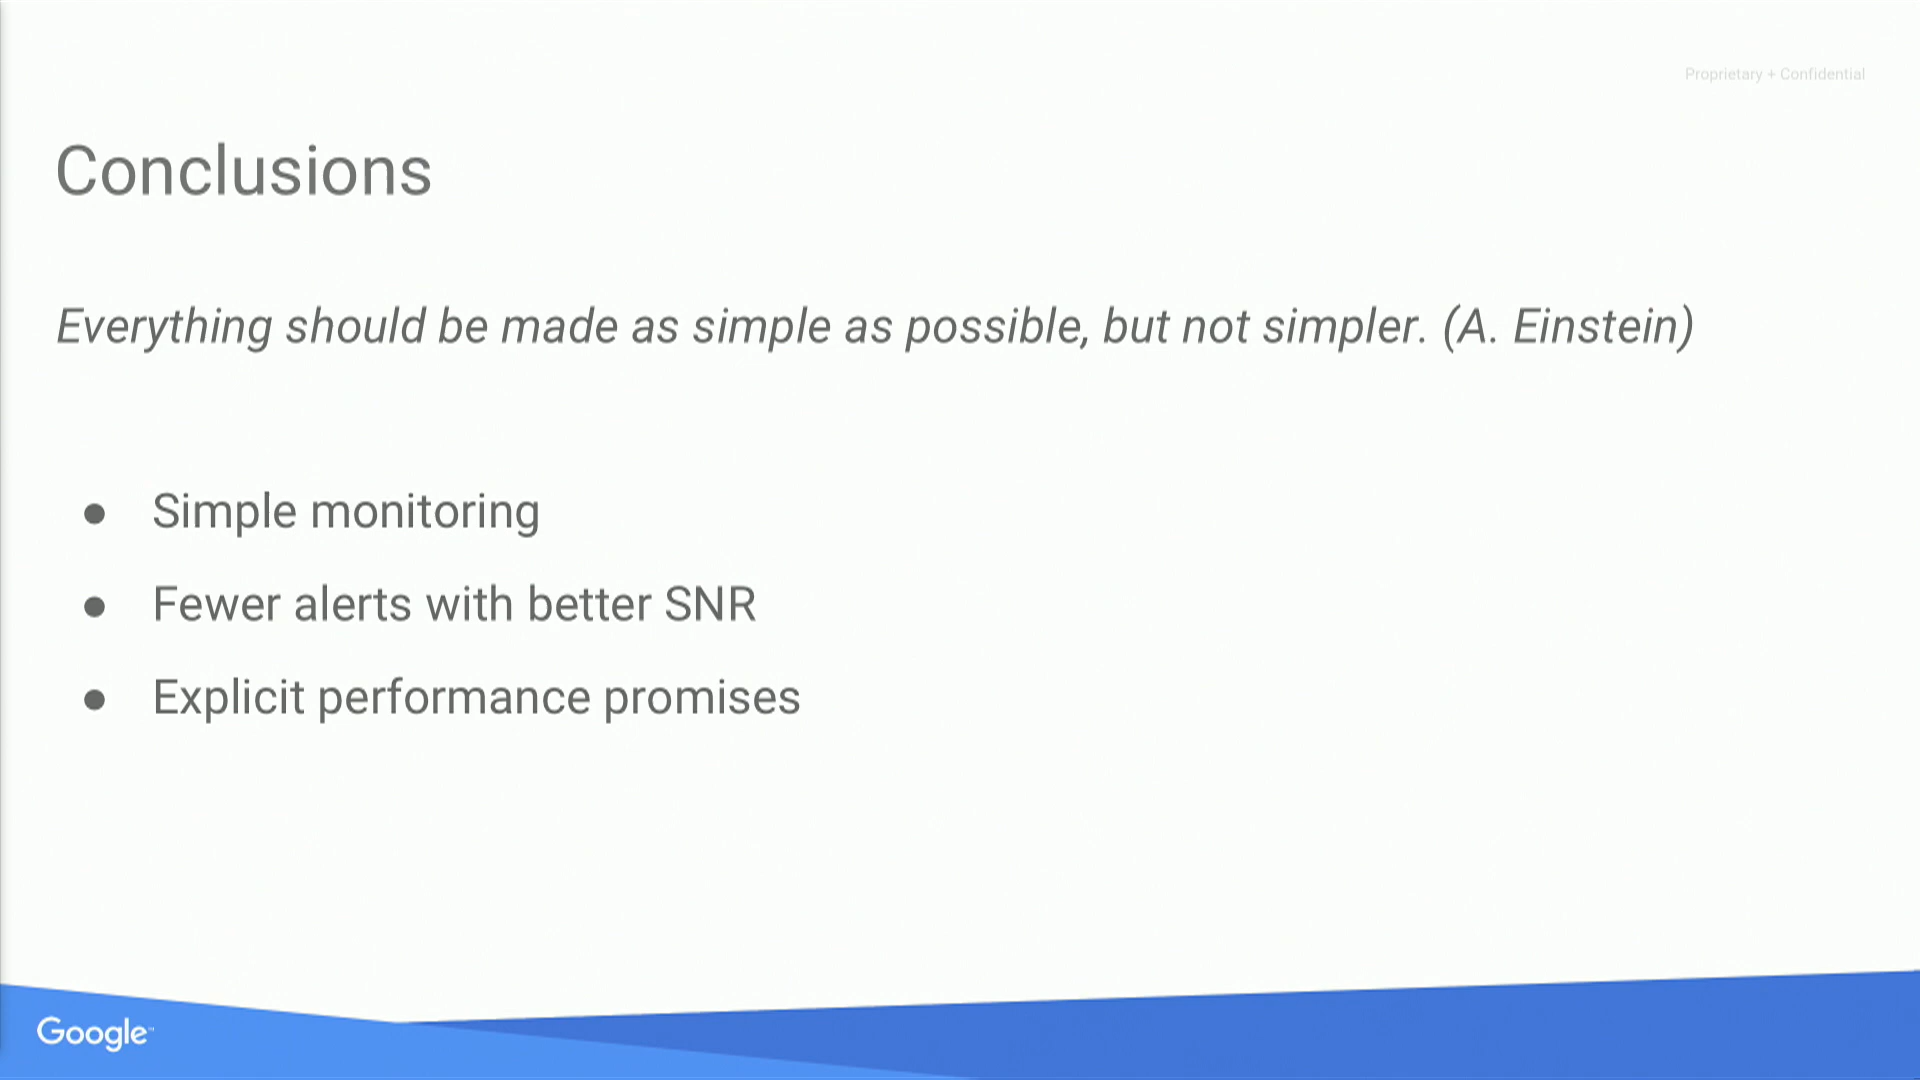 Proprietary + Confidential
Conclusions
Everything should be made as simple as possible, but not simpler. (A. Einstein)
● Simple monitoring
● Fewer alerts with better SNR
● Explicit performance promises
Google